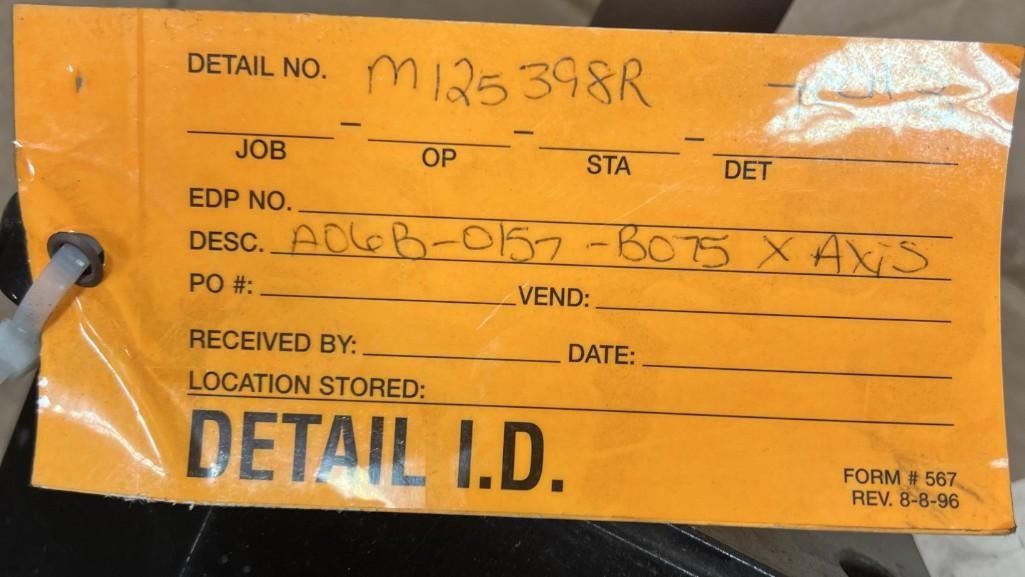 DETAIL NO. M125398R
- - -
JOB OP STA DET
EDP NO.
DESC. A06B-0157-B075 X AXiS
PO #: VEND:
RECEIVED BY: DATE:
LOCATION STORED:
DETAIL I.D.
FORM # 567
REV. 8-8-96